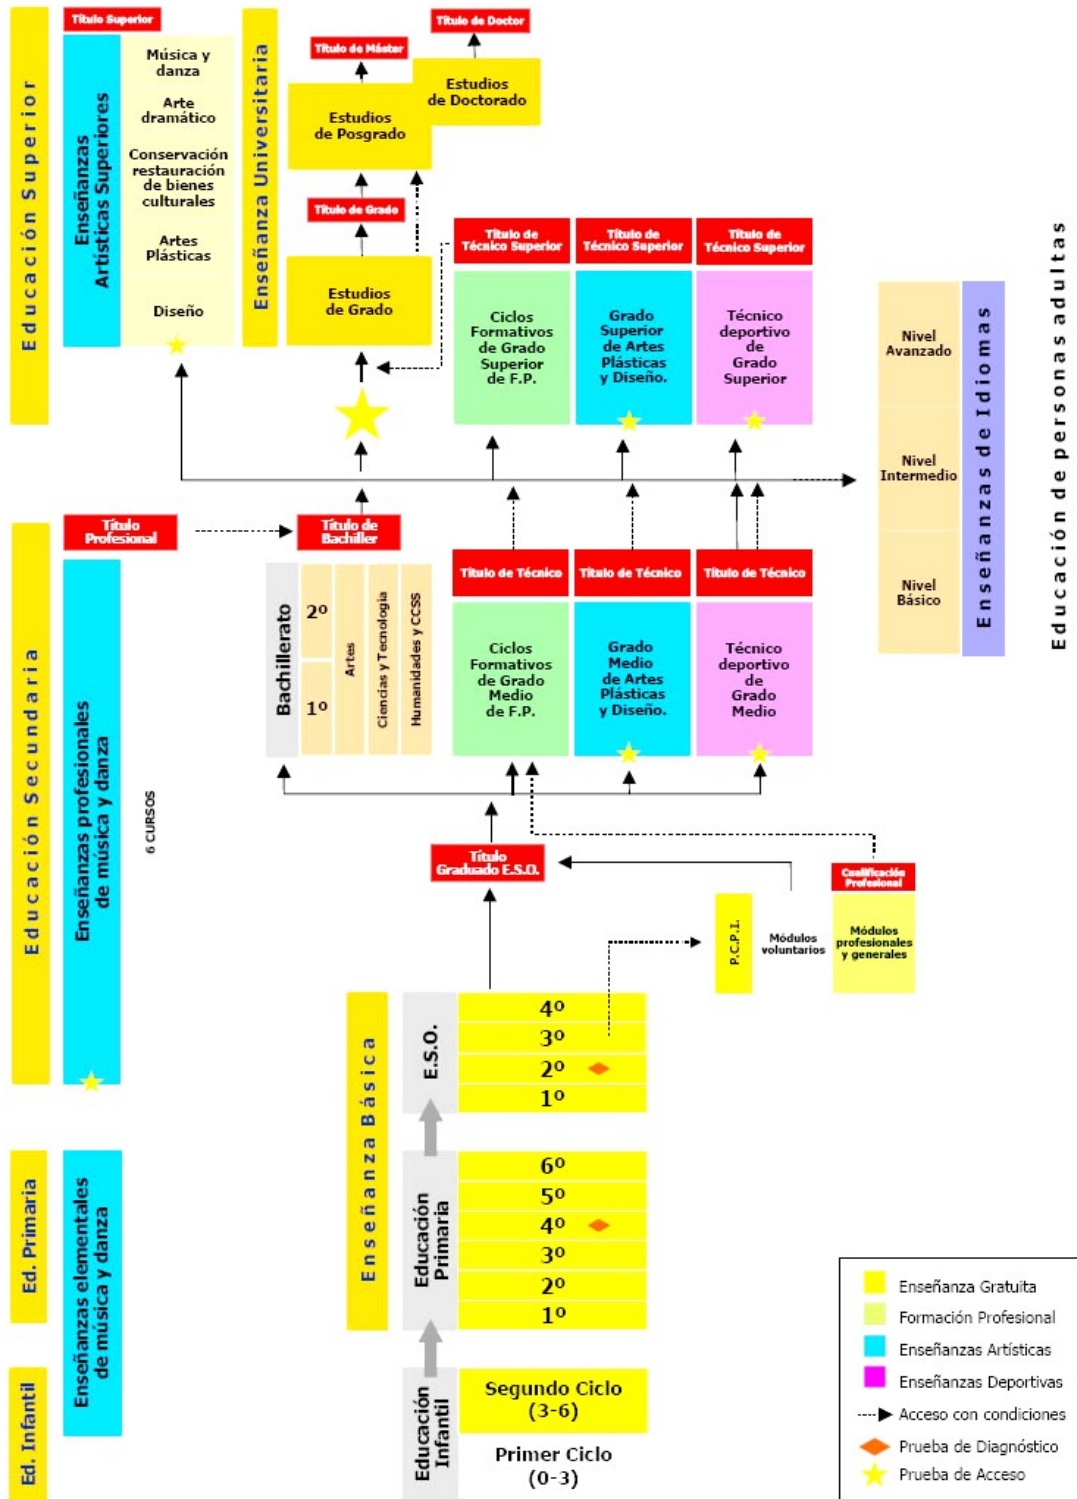 Educación Superior
Título Superior
Enseñanzas
Artísticas Superiores
Música y
danza
Arte
dramático
Conservación
restauración
de bienes
culturales
Artes
Plásticas
Diseño
Enseñanza Universitaria
Título de Máster
Título de Doctor
Estudios
de Posgrado
Estudios
de Doctorado
Título de Grado
Estudios
de Grado
Título de
Técnico Superior
Título de
Técnico Superior
Título de
Técnico Superior
Ciclos
Formativos
de Grado
Superior
de F.P.
Grado
Superior
de Artes
Plásticas
y Diseño.
Técnico
deportivo
de
Grado
Superior
Nivel
Avanzado
Nivel
Intermedio
Nivel
Básico
Enseñanzas de Idiomas
Educación de personas adultas
Educación Secundaria
Título
Profesional
Enseñanzas profesionales
de música y danza
6 CURSOS
Título de
Bachiller
Bachillerato
2º
1º
Artes
Ciencias y Tecnología
Humanidades y CCSS
Título de Técnico
Título de Técnico
Título de Técnico
Ciclos
Formativos
de Grado
Medio
de F.P.
Grado
Medio
de Artes
Plásticas
y Diseño.
Técnico
deportivo
de
Grado
Medio
Título
Graduado E.S.O.
Cualificación
Profesional
P.C.P.I.
Módulos
voluntarios
Módulos
profesionales
y generales
Enseñanza Básica
E.S.O.
4º
3º
2º
1º
Ed. Primaria
Enseñanzas elementales
de música y danza
Educación
Primaria
6º
5º
4º
3º
2º
1º
Ed. Infantil
Educación
Infantil
Segundo Ciclo
(3-6)
Primer Ciclo
(0-3)
Enseñanza Gratuita
Formación Profesional
Enseñanzas Artísticas
Enseñanzas Deportivas
Acceso con condiciones
Prueba de Diagnóstico
Prueba de Acceso